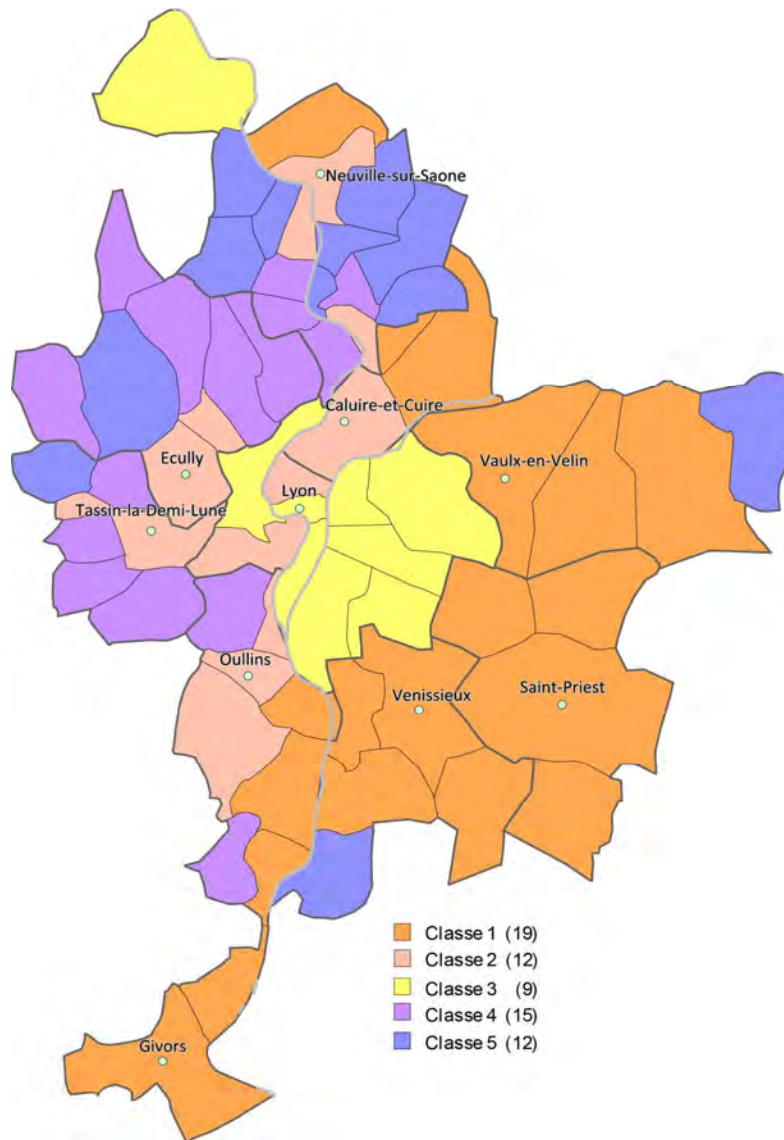 Neuville-sur-Saone
Caluire-et-Cuire
Ecully
Vaulx-en-Velin
Lyon
Tassin-la-Demi-Lune
Oullins
Venissieux
Saint-Priest
Classe 1 (19)
Classe 2 (12)
Classe 3 (9)
Classe 4 (15)
Classe 5 (12)
Givors